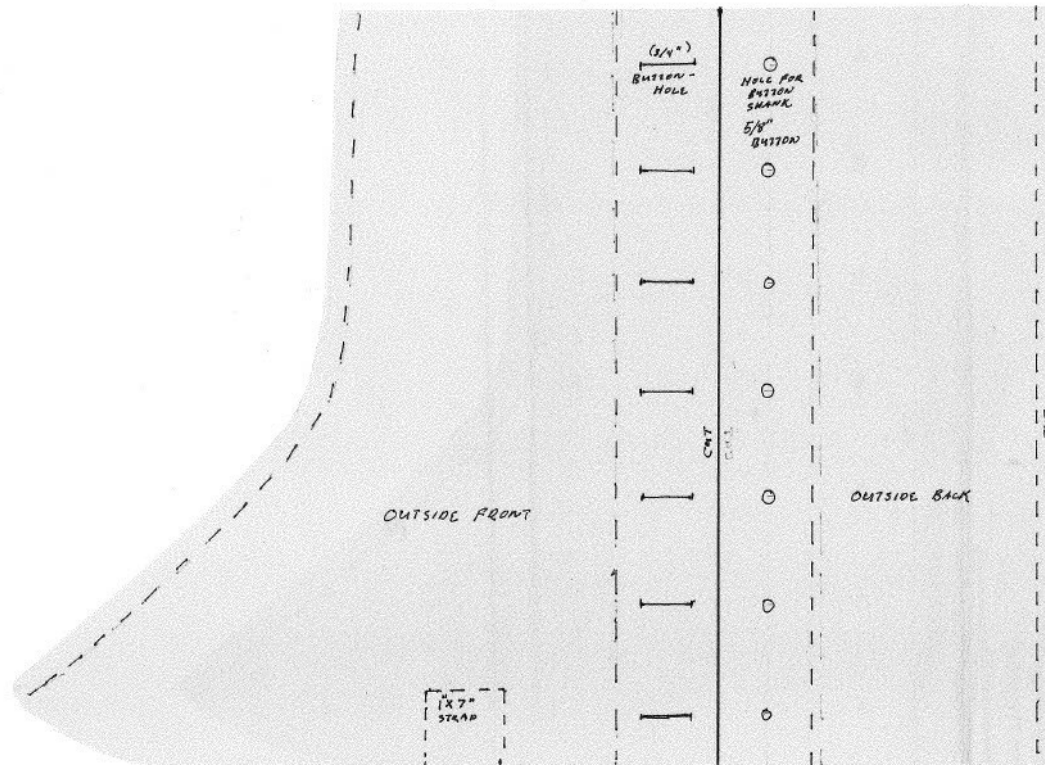 (3/4")
BUTTON-
HOLE
HOLE FOR
BUTTON
SHANK
5/8"
BUTTON
CUT
OUTSIDE FRONT
OUTSIDE BACK
1"X7"
STRAP